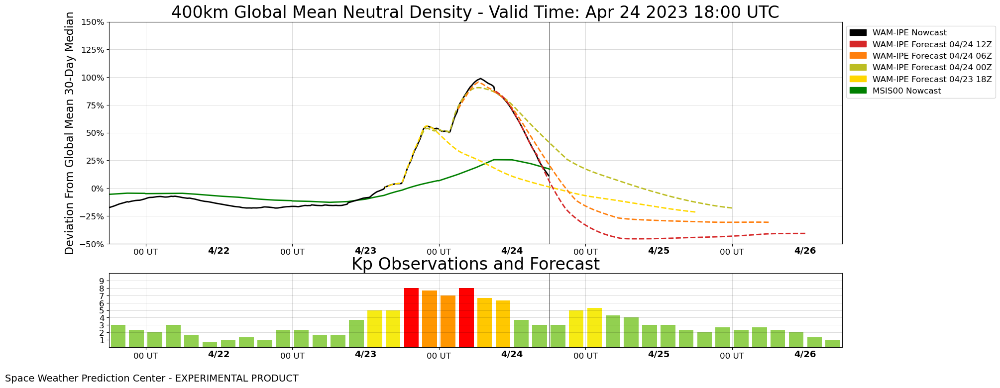 400km Global Mean Neutral Density - Valid Time: Apr 24 2023 18:00 UTC
Deviation From Global Mean 30-Day Median
150%
125%
100%
75%
50%
25%
0%
−25%
−50%
00 UT 4/22 00 UT 4/23 00 UT 4/24 00 UT 4/25 00 UT 4/26
WAM-IPE Nowcast
WAM-IPE Forecast 04/24 12Z
WAM-IPE Forecast 04/24 06Z
WAM-IPE Forecast 04/24 00Z
WAM-IPE Forecast 04/23 18Z
MSIS00 Nowcast
Kp Observations and Forecast
9
8
7
6
5
4
3
2
1
00 UT 4/22 00 UT 4/23 00 UT 4/24 00 UT 4/25 00 UT 4/26
Space Weather Prediction Center - EXPERIMENTAL PRODUCT